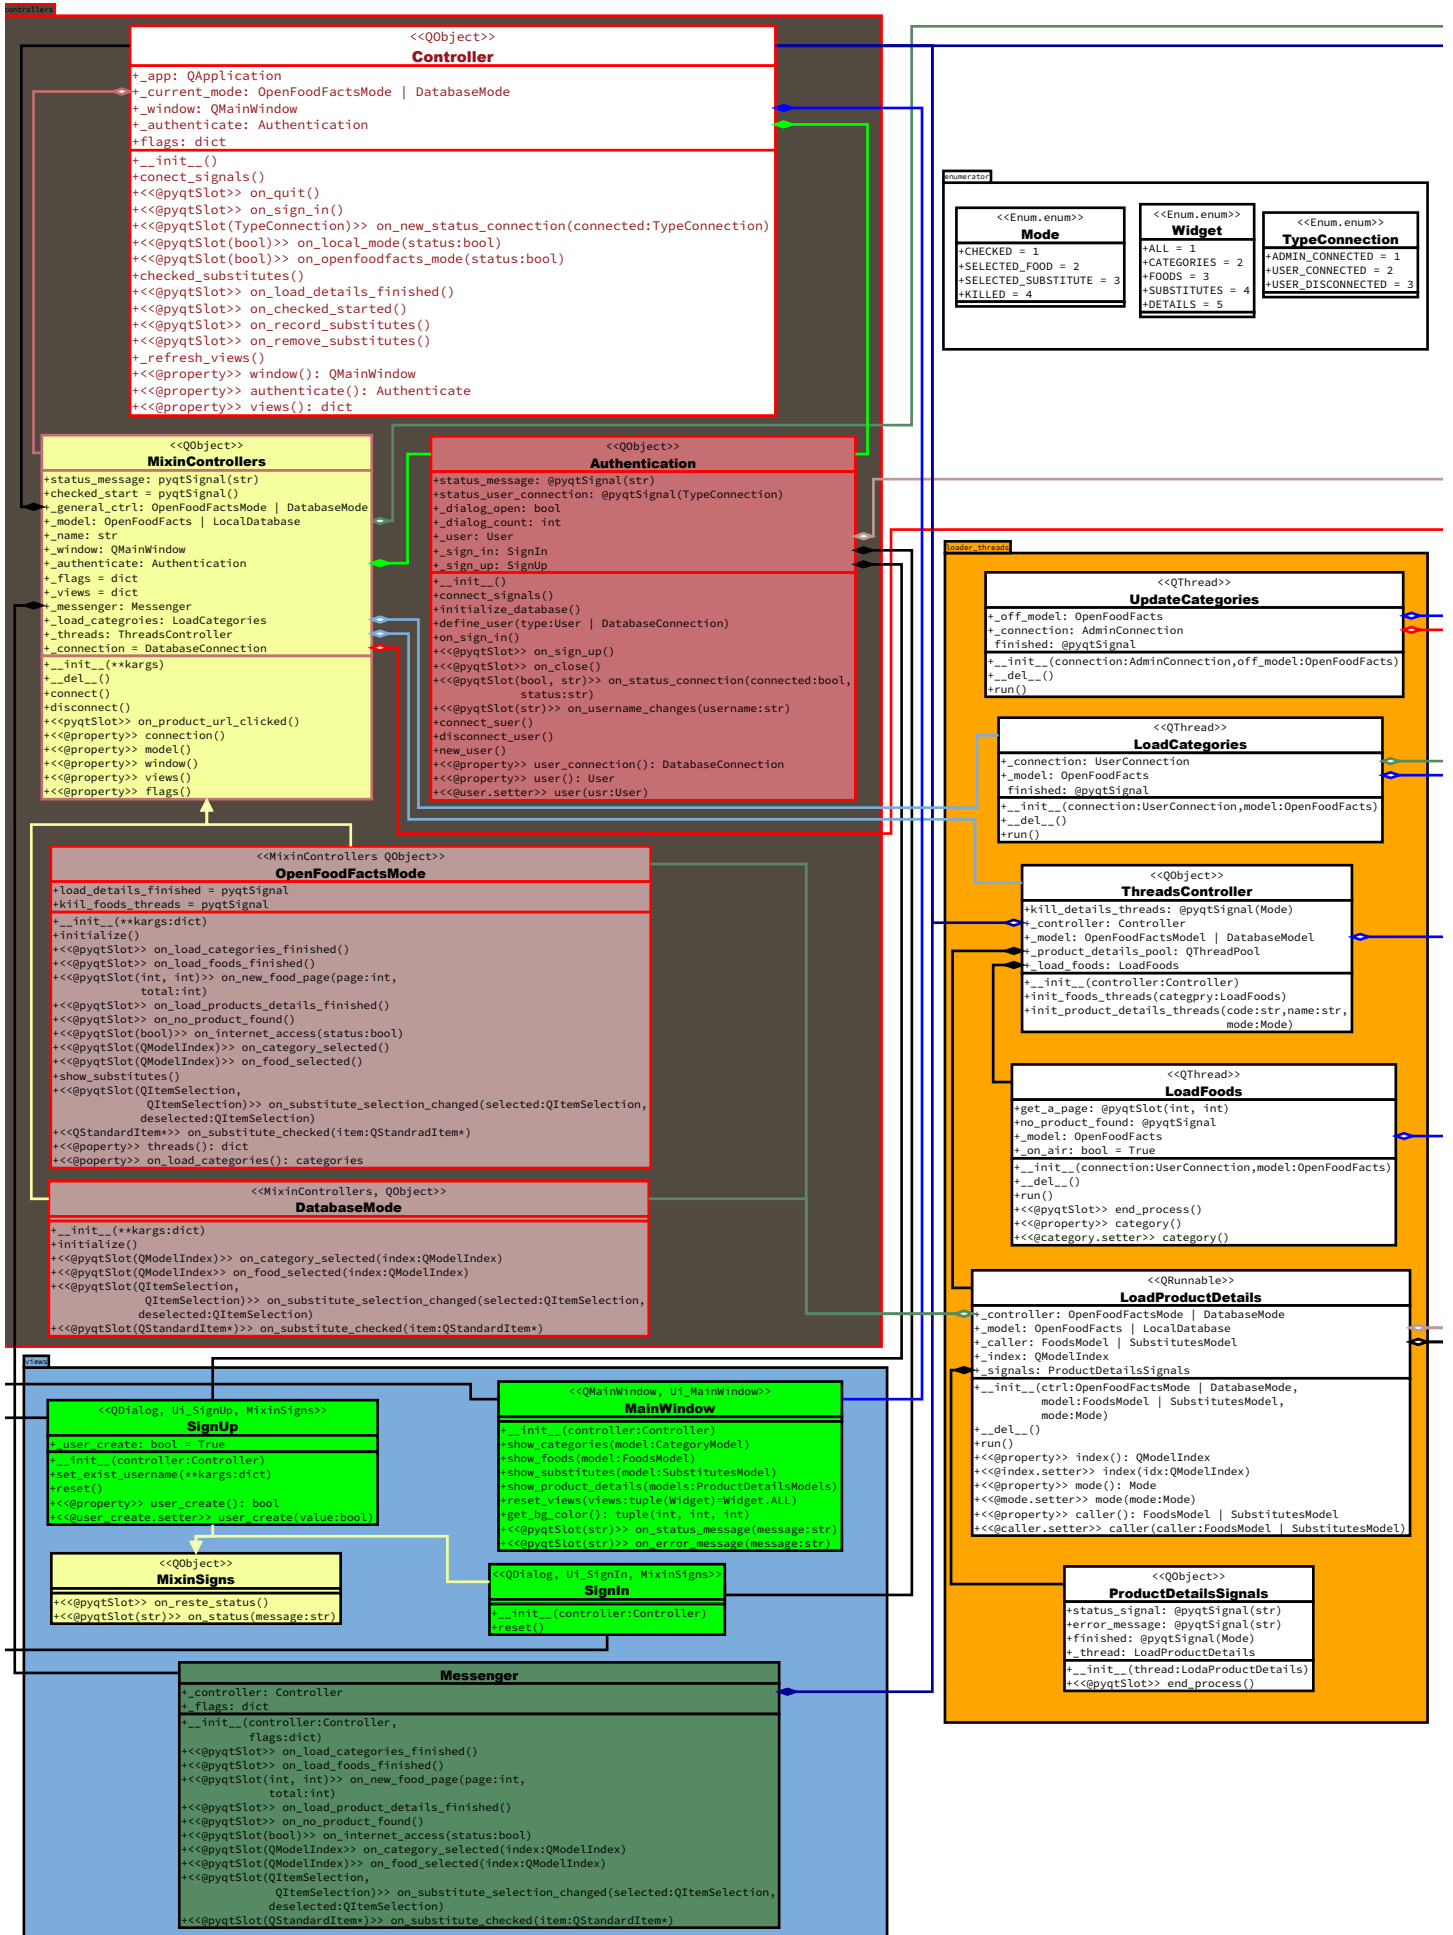 controllers
<<QObject>>
Controller
+_app: QApplication
+_current_mode: OpenFoodFactsMode | DatabaseMode
+_window: QMainWindow
+_authenticate: Authentication
+flags: dict
+__init__()
+conect_signals()
+<<@pyqtSlot>> on_quit()
+<<@pyqtSlot>> on_sign_in()
+<<@pyqtSlot(TypeConnection)>> on_new_status_connection(connected:TypeConnection)
+<<@pyqtSlot(bool)>> on_local_mode(status:bool)
+<<@pyqtSlot(bool)>> on_openfoodfacts_mode(status:bool)
+checked_substitutes()
+<<@pyqtSlot>> on_load_details_finished()
+<<@pyqtSlot>> on_checked_started()
+<<@pyqtSlot>> on_record_substitutes()
+<<@pyqtSlot>> on_remove_substitutes()
+_refresh_views()
+<<@property>> window(): QMainWindow
+<<@property>> authenticate(): Authenticate
+<<@property>> views(): dict
<<QObject>>
MixinControllers
+status_message: pyqtSignal(str)
+checked_start = pyqtSignal()
+_general_ctrl: OpenFoodFactsMode | DatabaseMode
+_model: OpenFoodFacts | LocalDatabase
+_name: str
+_window: QMainWindow
+_authenticate: Authentication
+_flags = dict
+_views = dict
+_messenger: Messenger
+_load_categroies: LoadCategories
+_threads: ThreadsController
+_connection = DatabaseConnection
+__init__(**kargs)
+__del__()
+connect()
+disconnect()
+<<pyqtSlot>> on_product_url_clicked()
+<<@property>> connection()
+<<@property>> model()
+<<@property>> window()
+<<@property>> views()
+<<@property>> flags()
<<QObject>>
Authentication
+status_message: @pyqtSignal(str)
+status_user_connection: @pyqtSignal(TypeConnection)
+_dialog_open: bool
+_dialog_count: int
+_user: User
+_sign_in: SignIn
+_sign_up: SignUp
+__init__()
+connect_signals()
+initialize_database()
+define_user(type:User | DatabaseConnection)
+on_sign_in()
+<<@pyqtSlot>> on_sign_up()
+<<@pyqtSlot>> on_close()
+<<@pyqtSlot(bool, str)>> on_status_connection(connected:bool,
status:str)
+<<@pyqtSlot(str)>> on_username_changes(username:str)
+connect_suer()
+disconnect_user()
+new_user()
+<<@property>> user_connection(): DatabaseConnection
+<<@property>> user(): User
+<<@user.setter>> user(usr:User)
<<MixinControllers QObject>>
OpenFoodFactsMode
+load_details_finished = pyqtSignal
+kiil_foods_threads = pyqtSignal
+__init__(**kargs:dict)
+initialize()
+<<@pyqtSlot>> on_load_categories_finished()
+<<@pyqtSlot>> on_load_foods_finished()
+<<@pyqtSlot(int, int)>> on_new_food_page(page:int,
total:int)
+<<@pyqtSlot>> on_load_products_details_finished()
+<<@pyqtSlot>> on_no_product_found()
+<<@pyqtSlot(bool)>> on_internet_access(status:bool)
+<<@pyqtSlot(QModelIndex)>> on_category_selected()
+<<@pyqtSlot(QModelIndex)>> on_food_selected()
+show_substitutes()
+<<@pyqtSlot(QItemSelection,
QItemSelection)>> on_substitute_selection_changed(selected:QItemSelection,
deselected:QItemSelection)
+<<QStandardItem*>> on_substitute_checked(item:QStandradItem*)
+<<@poperty>> threads(): dict
+<<@poperty>> on_load_categories(): categories
<<MixinControllers, QObject>>
DatabaseMode
+__init__(**kargs:dict)
+initialize()
+<<@pyqtSlot(QModelIndex)>> on_category_selected(index:QModelIndex)
+<<@pyqtSlot(QModelIndex>> on_food_selected(index:QModelIndex)
+<<@pyqtSlot(QItemSelection,
QItemSelection)>> on_substitute_selection_changed(selected:QItemSelection,
deselected:QItemSelection)
+<<@pyqtSlot(QStandardItem*)>> on_substitute_checked(item:QStandardItem*)
views
<<QDialog, Ui_SignUp, MixinSigns>>
SignUp
+_user_create: bool = True
+__init__(controller:Controller)
+set_exist_username(**kargs:dict)
+reset()
+<<@property>> user_create(): bool
+<<@user_create.setter>> user_create(value:bool)
<<QMainWindow, Ui_MainWindow>>
MainWindow
+__init__(controller:Controller)
+show_categories(model:CategoryModel)
+show_foods(model:FoodsModel)
+show_substitutes(model:SubstitutesModel)
+show_product_details(models:ProductDetailsModels)
+reset_views(views:tuple(Widget)=Widget.ALL)
+get_bg_color(): tuple(int, int, int)
+<<@pyqtSlot(str)>> on_status_message(message:str)
+<<@pyqtSlot(str)>> on_error_message(message:str)
<<QObject>>
MixinSigns
+<<@pyqtSlot>> on_reste_status()
+<<@pyqtSlot(str)>> on_status(message:str)
<<QDialog, Ui_SignIn, MixinSigns>>
SignIn
+__init__(controller:Controller)
+reset()
Messenger
+_controller: Controller
+_flags: dict
+__init__(controller:Controller,
flags:dict)
+<<@pyqtSlot>> on_load_categories_finished()
+<<@pyqtSlot>> on_load_foods_finished()
+<<@pyqtSlot(int, int)>> on_new_food_page(page:int,
total:int)
+<<@pyqtSlot>> on_load_product_details_finished()
+<<@pyqtSlot>> on_no_product_found()
+<<@pyqtSlot(bool)>> on_internet_access(status:bool)
+<<@pyqtSlot(QModelIndex)>> on_category_selected(index:QModelIndex)
+<<@pyqtSlot(QModelIndex)>> on_food_selected(index:QModelIndex)
+<<@pyqtSlot(QItemSelection,
QItemSelection)>> on_substitute_selection_changed(selected:QItemSelection,
deselected:QItemSelection)
+<<@pyqtSlot(QStandardItem*)>> on_substitute_checked(item:QStandardItem*)
enumerator
<<Enum.enum>>
Mode
+CHECKED = 1
+SELECTED_FOOD = 2
+SELECTED_SUBSTITUTE = 3
+KILLED = 4
<<Enum.enum>>
Widget
+ALL = 1
+CATEGORIES = 2
+FOODS = 3
+SUBSTITUTES = 4
+DETAILS = 5
<<Enum.enum>>
TypeConnection
+ADMIN_CONNECTED = 1
+USER_CONNECTED = 2
+USER_DISCONNECTED = 3
loader_threads
<<QThread>>
UpdateCategories
+_off_model: OpenFoodFacts
+_connection: AdminConnection
finished: @pyqtSignal
+__init__(connection:AdminConnection,off_model:OpenFoodFacts)
+__del__()
+run()
<<QThread>>
LoadCategories
+_connection: UserConnection
+_model: OpenFoodFacts
finished: @pyqtSignal
+__init__(connection:UserConnection,model:OpenFoodFacts)
+__del__()
+run()
<<QObject>>
ThreadsController
+kill_details_threads: @pyqtSignal(Mode)
+_controller: Controller
+_model: OpenFoodFactsModel | DatabaseModel
+_product_details_pool: QThreadPool
+_load_foods: LoadFoods
+__init__(controller:Controller)
+init_foods_threads(categpry:LoadFoods)
+init_product_details_threads(code:str,name:str,
mode:Mode)
<<QThread>>
LoadFoods
+get_a_page: @pyqtSlot(int, int)
+no_product_found: @pyqtSignal
+_model: OpenFoodFacts
+_on_air: bool = True
+__init__(connection:UserConnection,model:OpenFoodFacts)
+__del__()
+run()
+<<@pyqtSlot>> end_process()
+<<@property>> category()
+<<@category.setter>> category()
<<QRunnable>>
LoadProductDetails
+_controller: OpenFoodFactsMode | DatabaseMode
+_model: OpenFoodFacts | LocalDatabase
+_caller: FoodsModel | SubstitutesModel
+_index: QModelIndex
+_signals: ProductDetailsSignals
+__init__(ctrl:OpenFoodFactsMode | DatabaseMode,
model:FoodsModel | SubstitutesModel,
mode:Mode)
+__del__()
+run()
+<<@property>> index(): QModelIndex
+<<@index.setter>> index(idx:QModelIndex)
+<<@property>> mode(): Mode
+<<@mode.setter>> mode(mode:Mode)
+<<@property>> caller(): FoodsModel | SubstitutesModel
+<<@caller.setter>> caller(caller:FoodsModel | SubstitutesModel)
<<QObject>>
ProductDetailsSignals
+status_signal: @pyqtSignal(str)
+error_message: @pyqtSignal(str)
+finished: @pyqtSignal(Mode)
+_thread: LoadProductDetails
+__init__(thread:LodaProductDetails)
+<<@pyqtSlot>> end_process()